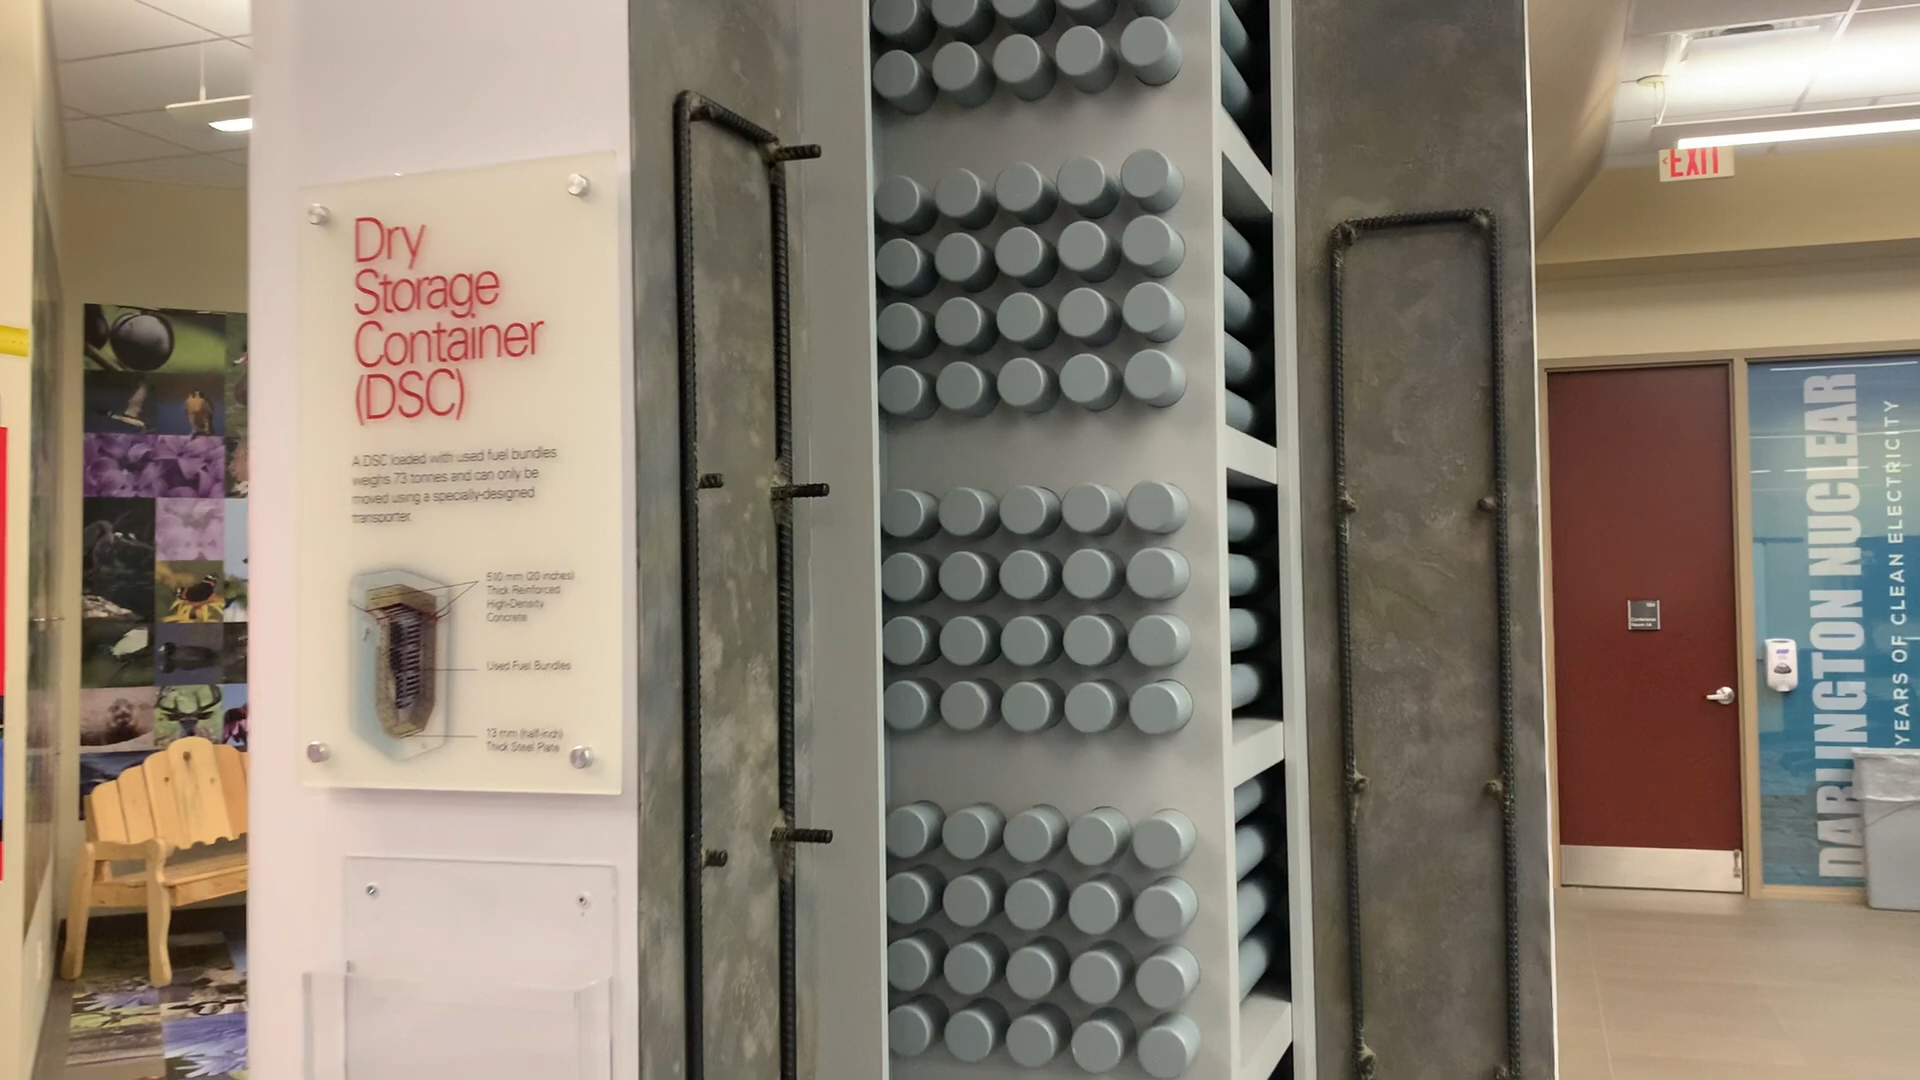 Dry
Storage
Container
(DSC)
A DSC loaded with used fuel bundles
weighs 73 tonnes and can only be
moved using a specially-designed
transporter.
510 mm (20 inches)
Thick Reinforced
High-Density
Concrete
Used Fuel Bundles
13 mm (half-inch)
Thick Steel Plate
<EXIT
Conference
DARLINGTON NUCLEAR
YEARS OF CLEAN ELECTRICITY